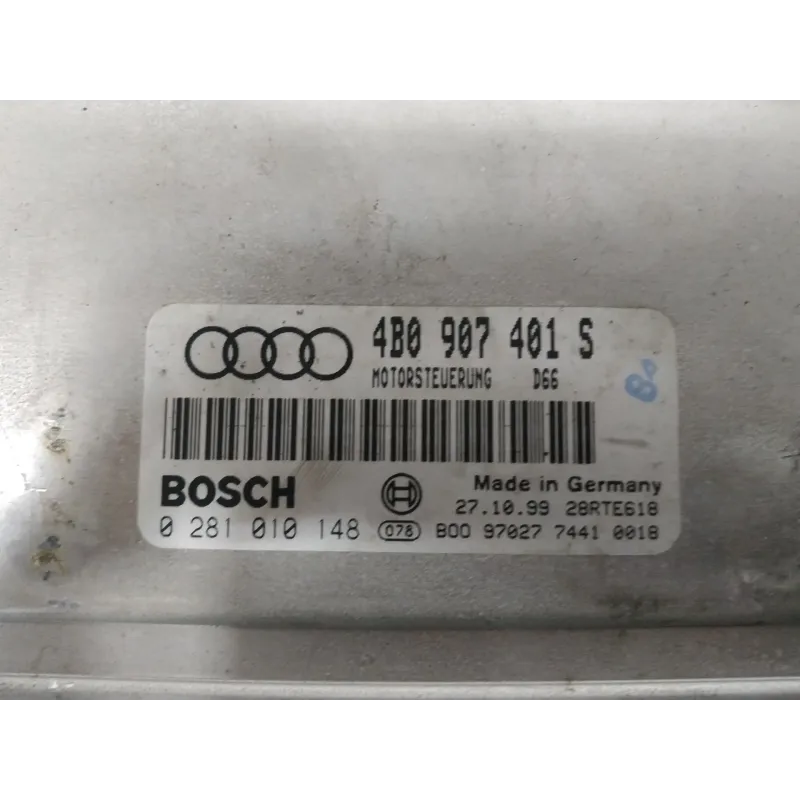 4B0 907 401 S
MOTORSTEUERUNG D66
BOSCH
Made in Germany
27.10.99 28RTE618
0 281 010 148 078 B00 97027 7441 0018